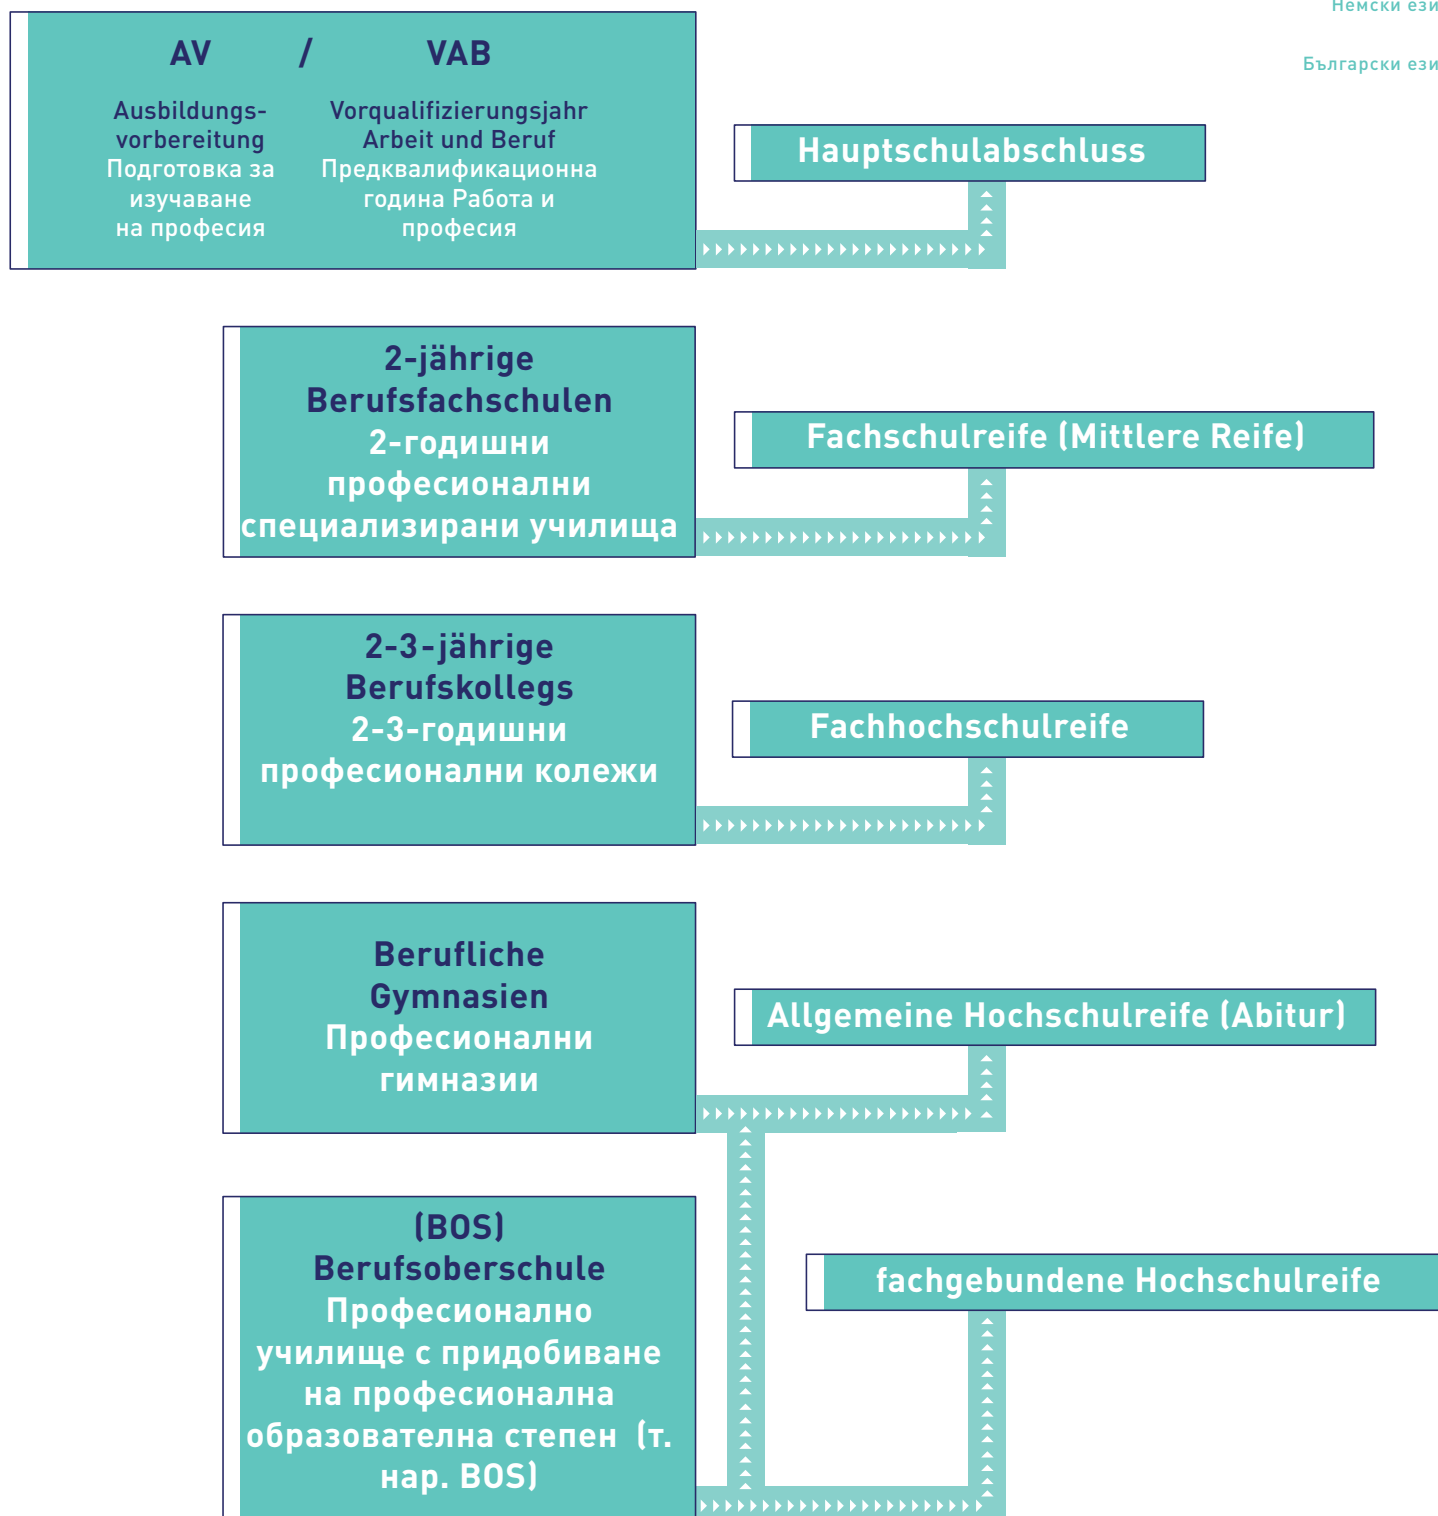 Немски ези
Български ези
AV / VAB
Ausbildungs-
vorbereitung
Подготовка за
изучаване
на професия
Vorqualifizierungsjahr
Arbeit und Beruf
Предквалификационна
година Работа и
професия
Hauptschulabschluss
2-jährige
Berufsfachschulen
2-годишни
професионални
специализирани училища
Fachschulreife (Mittlere Reife)
2-3-jährige
Berufskollegs
2-3-годишни
професионални колежи
Fachhochschulreife
Berufliche
Gymnasien
Професионални
гимназии
Allgemeine Hochschulreife (Abitur)
(BOS)
Berufsoberschule
Професионално
училище с придобиване
на професионална
образователна степен (т.
нар. BOS)
fachgebundene Hochschulreife